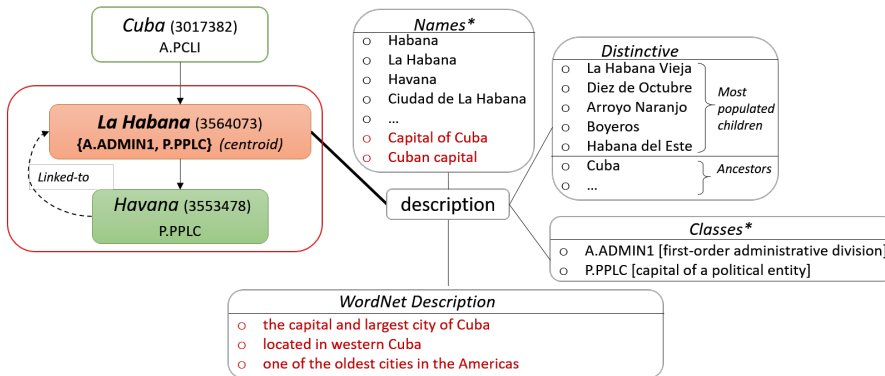 Cuba (3017382)
A.PCLI
La Habana (3564073)
{A.ADMIN1, P.PPLC} (centroid)
Linked-to
Havana (3553478)
P.PPLC
Names*
o Habana
o La Habana
o Havana
o Ciudad de La Habana
o ...
o Capital of Cuba
o Cuban capital
description
Distinctive
o La Habana Vieja
o Diez de Octubre
o Arroyo Naranjo
o Boyeros
o Habana del Este
Most
populated
children
o Cuba
o ...
Ancestors
Classes*
o A.ADMIN1 [first-order administrative division]
o P.PPLC [capital of a political entity]
WordNet Description
o the capital and largest city of Cuba
o located in western Cuba
o one of the oldest cities in the Americas